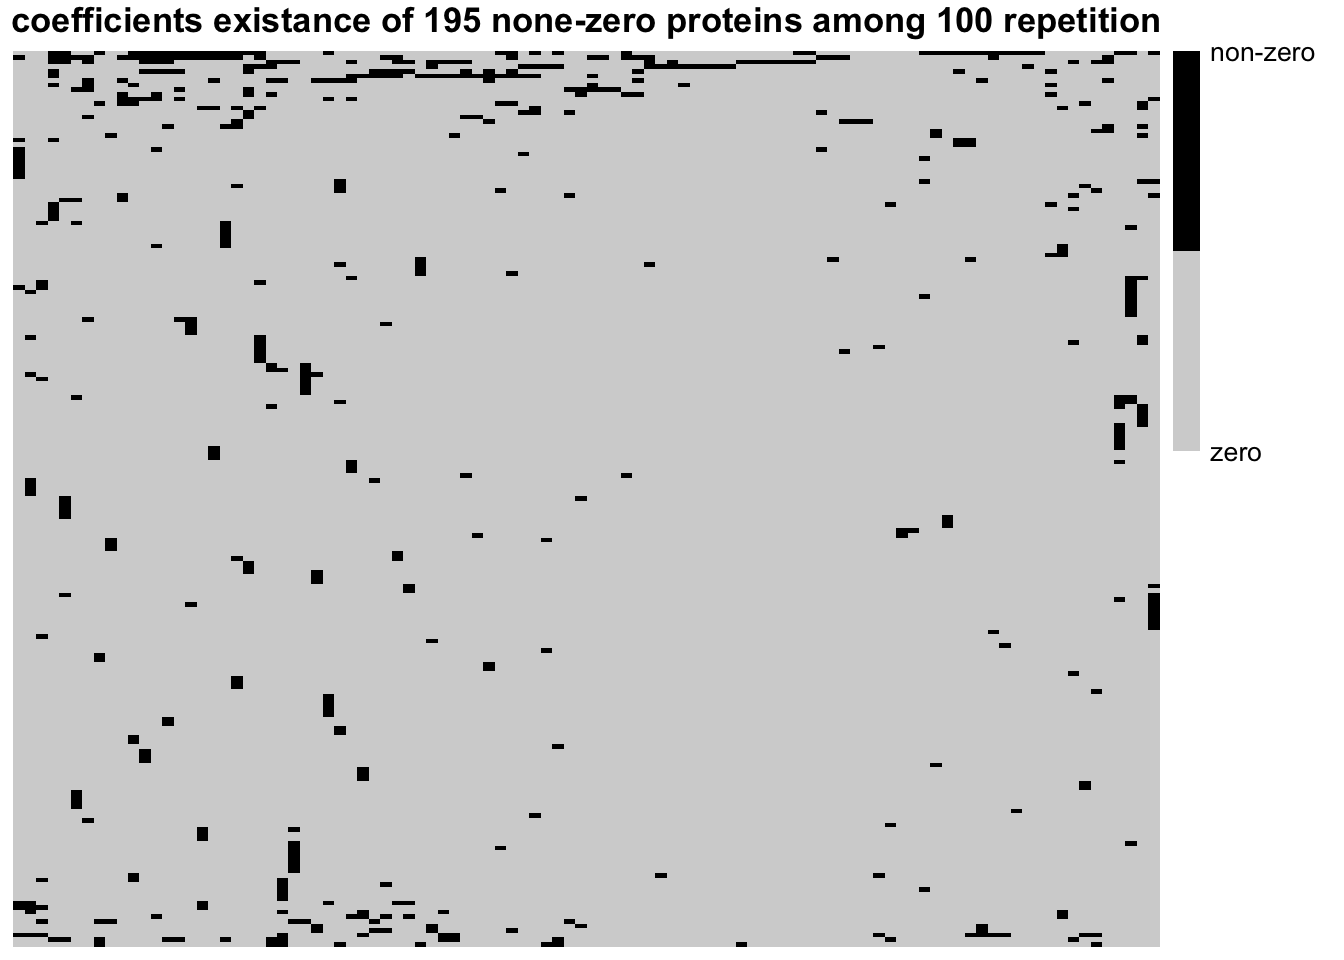 coefficients existance of 195 none-zero proteins among 100 repetition
non-zero
zero